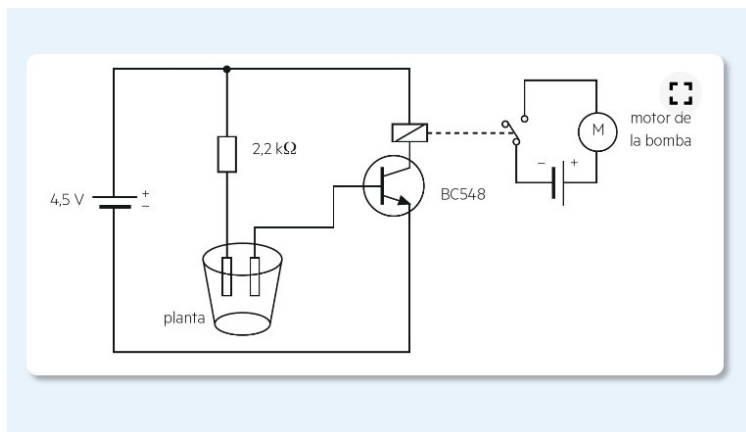 2,2 kΩ
4,5 V
+
−
BC548
M
motor de
la bomba
−
+
planta